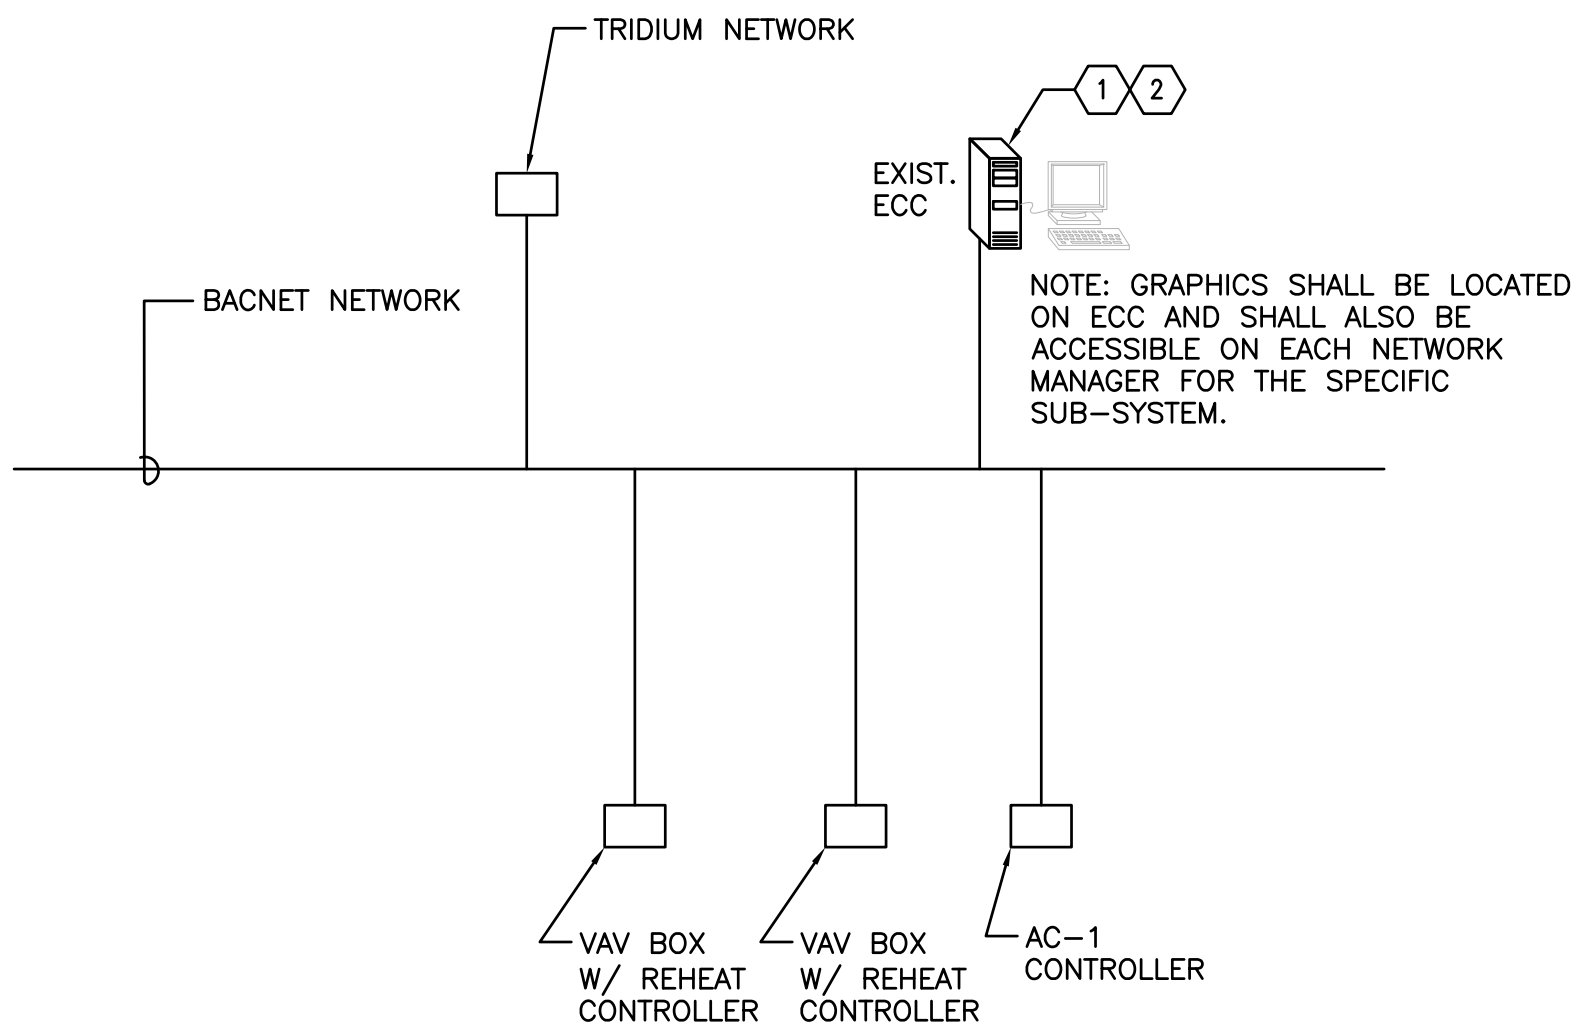 TRIDIUM NETWORK
1 2
EXIST.
ECC
NOTE: GRAPHICS SHALL BE LOCATED
ON ECC AND SHALL ALSO BE
ACCESSIBLE ON EACH NETWORK
MANAGER FOR THE SPECIFIC
SUB-SYSTEM.
BACNET NETWORK
VAV BOX
W/ REHEAT
CONTROLLER
VAV BOX
W/ REHEAT
CONTROLLER
AC-1
CONTROLLER